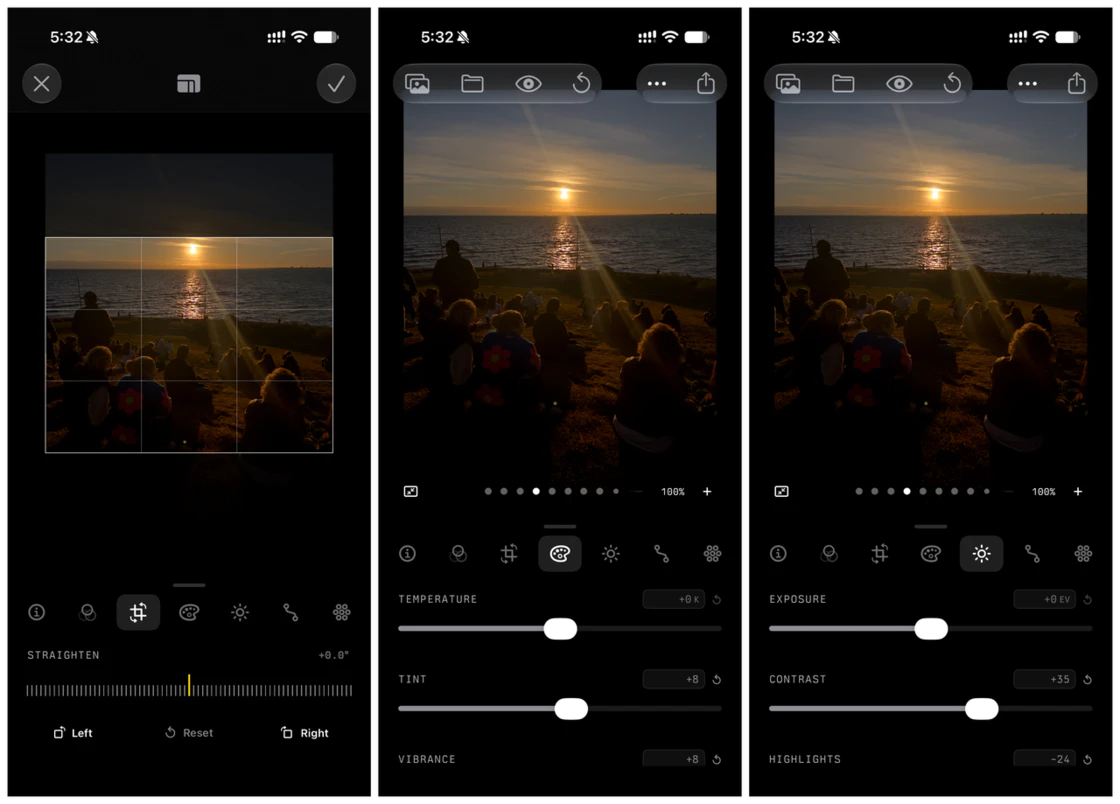 5:32
STRAIGHTEN
+0.0°
Left
Reset
Right
5:32
100%
TEMPERATURE
+0 K
TINT
+8
VIBRANCE
+8
5:32
100%
EXPOSURE
+0 EV
CONTRAST
+35
HIGHLIGHTS
-24